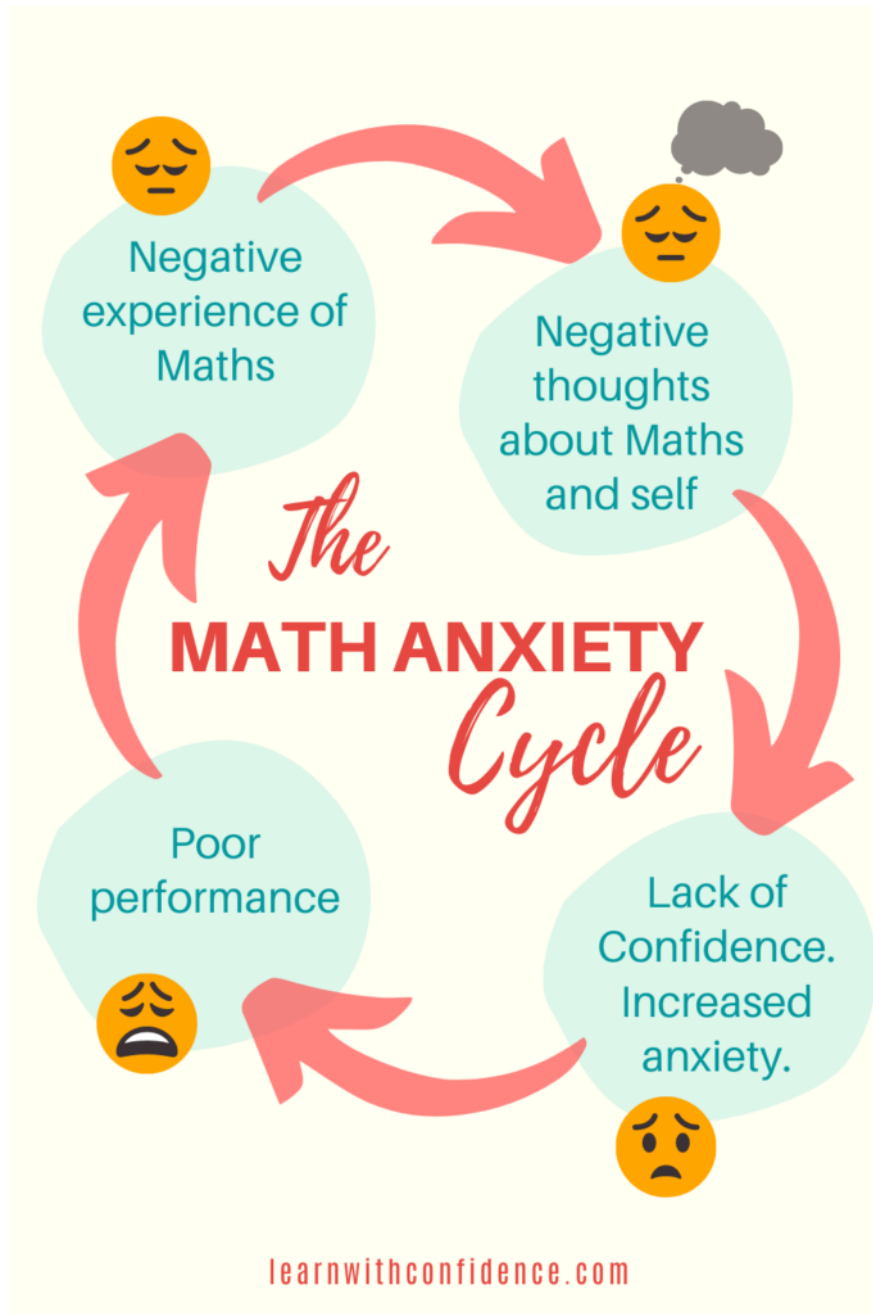 Negative
experience of
Maths
Negative
thoughts
about Maths
and self
The
MATH ANXIETY
Cycle
Poor
performance
Lack of
Confidence.
Increased
anxiety.
learnwithconfidence.com